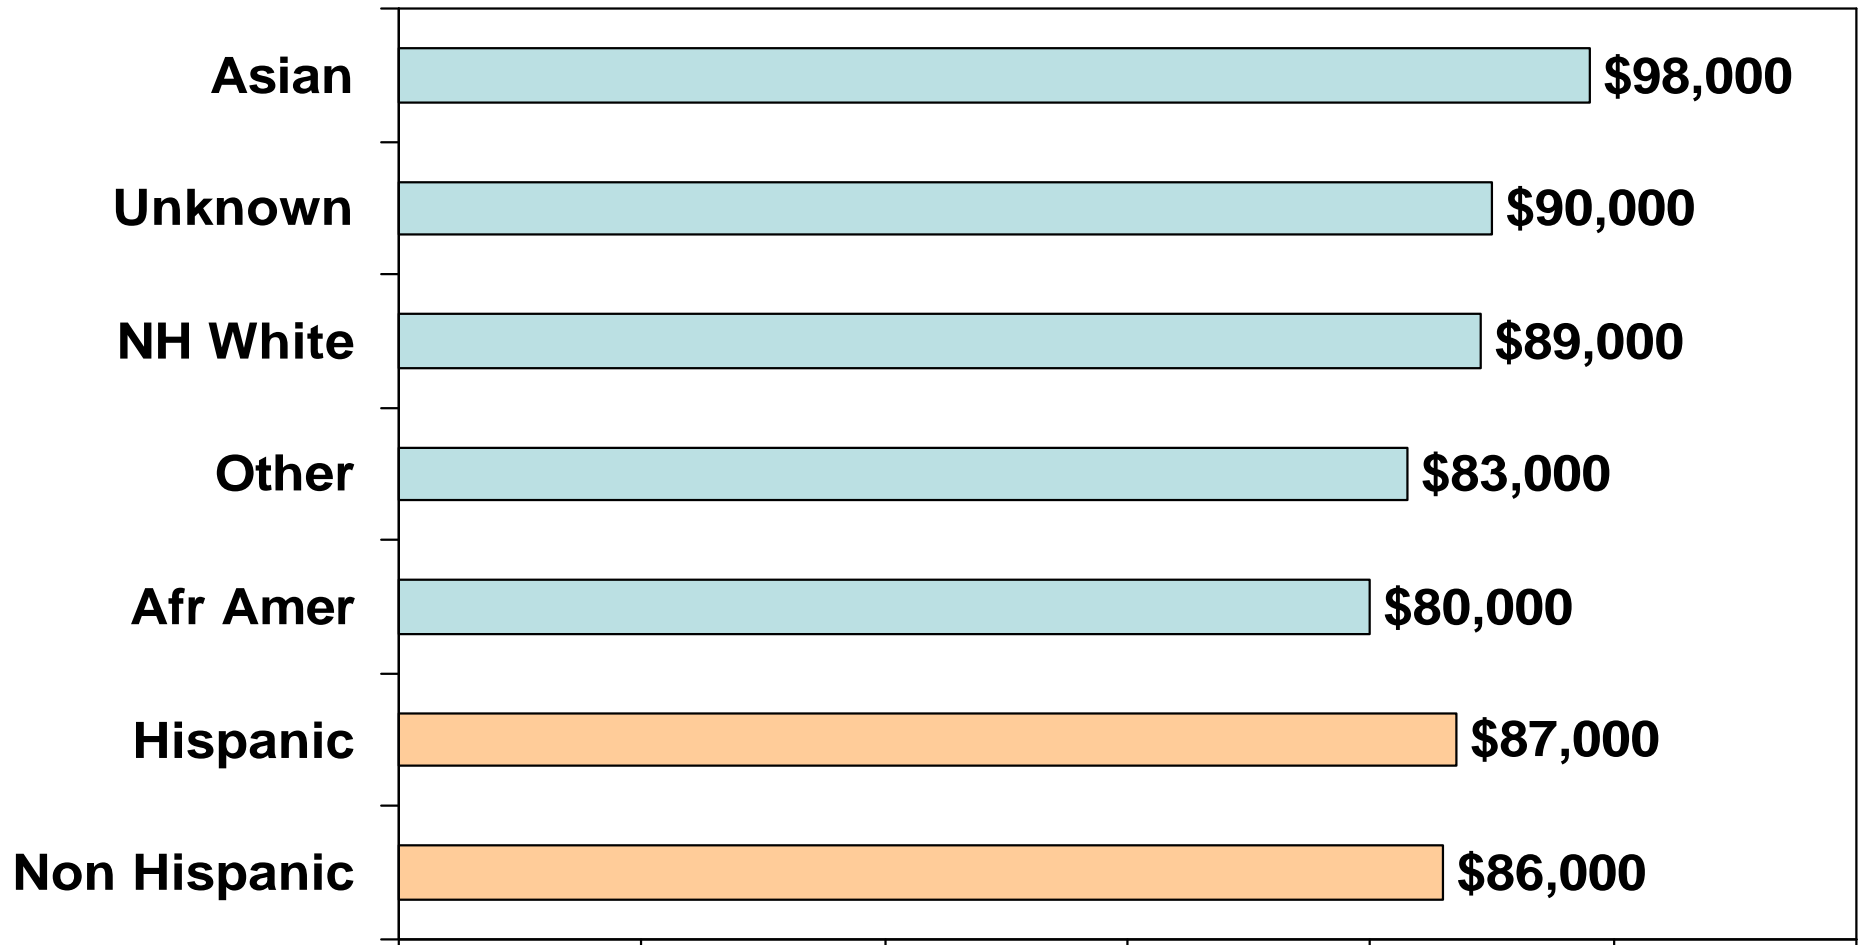 Asian $98,000
Unknown $90,000
NH White $89,000
Other $83,000
Afr Amer $80,000
Hispanic $87,000
Non Hispanic $86,000